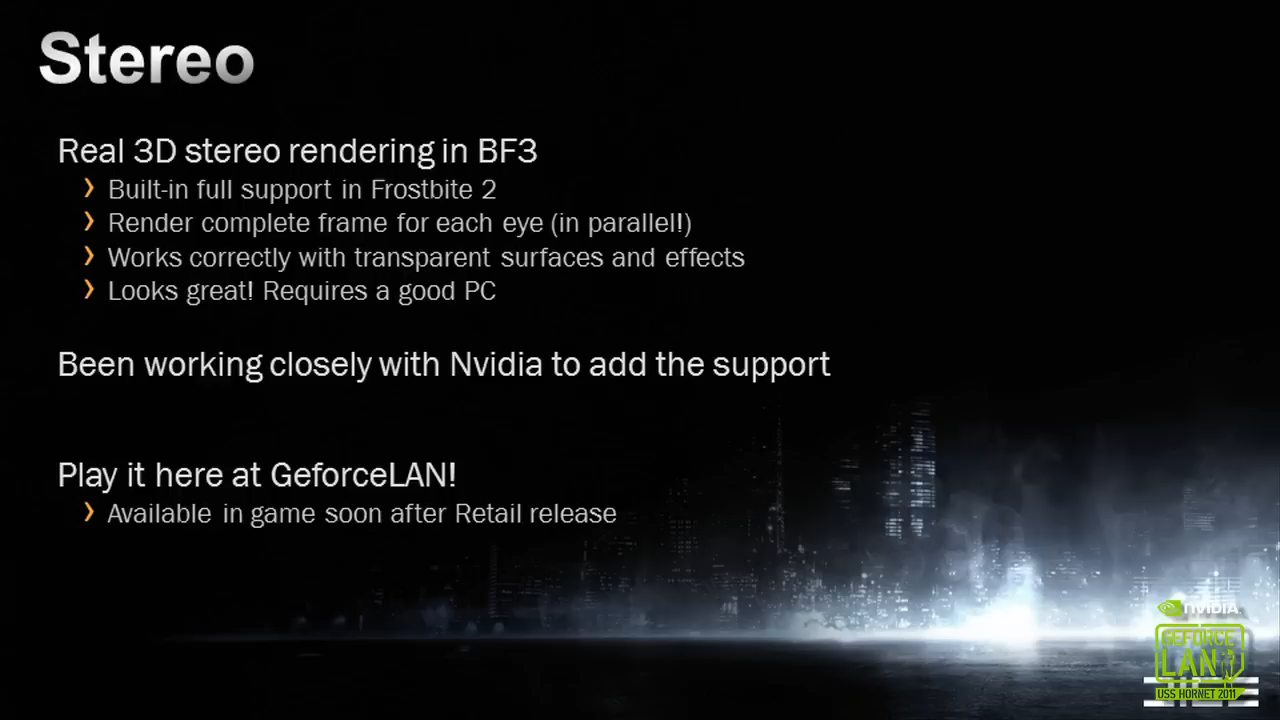 Stereo
Real 3D stereo rendering in BF3
› Built-in full support in Frostbite 2
› Render complete frame for each eye (in parallel!)
› Works correctly with transparent surfaces and effects
› Looks great! Requires a good PC
Been working closely with Nvidia to add the support
Play it here at GeforceLAN!
› Available in game soon after Retail release
NVIDIA
GEFORCE
LAN
USS HORNET 2011